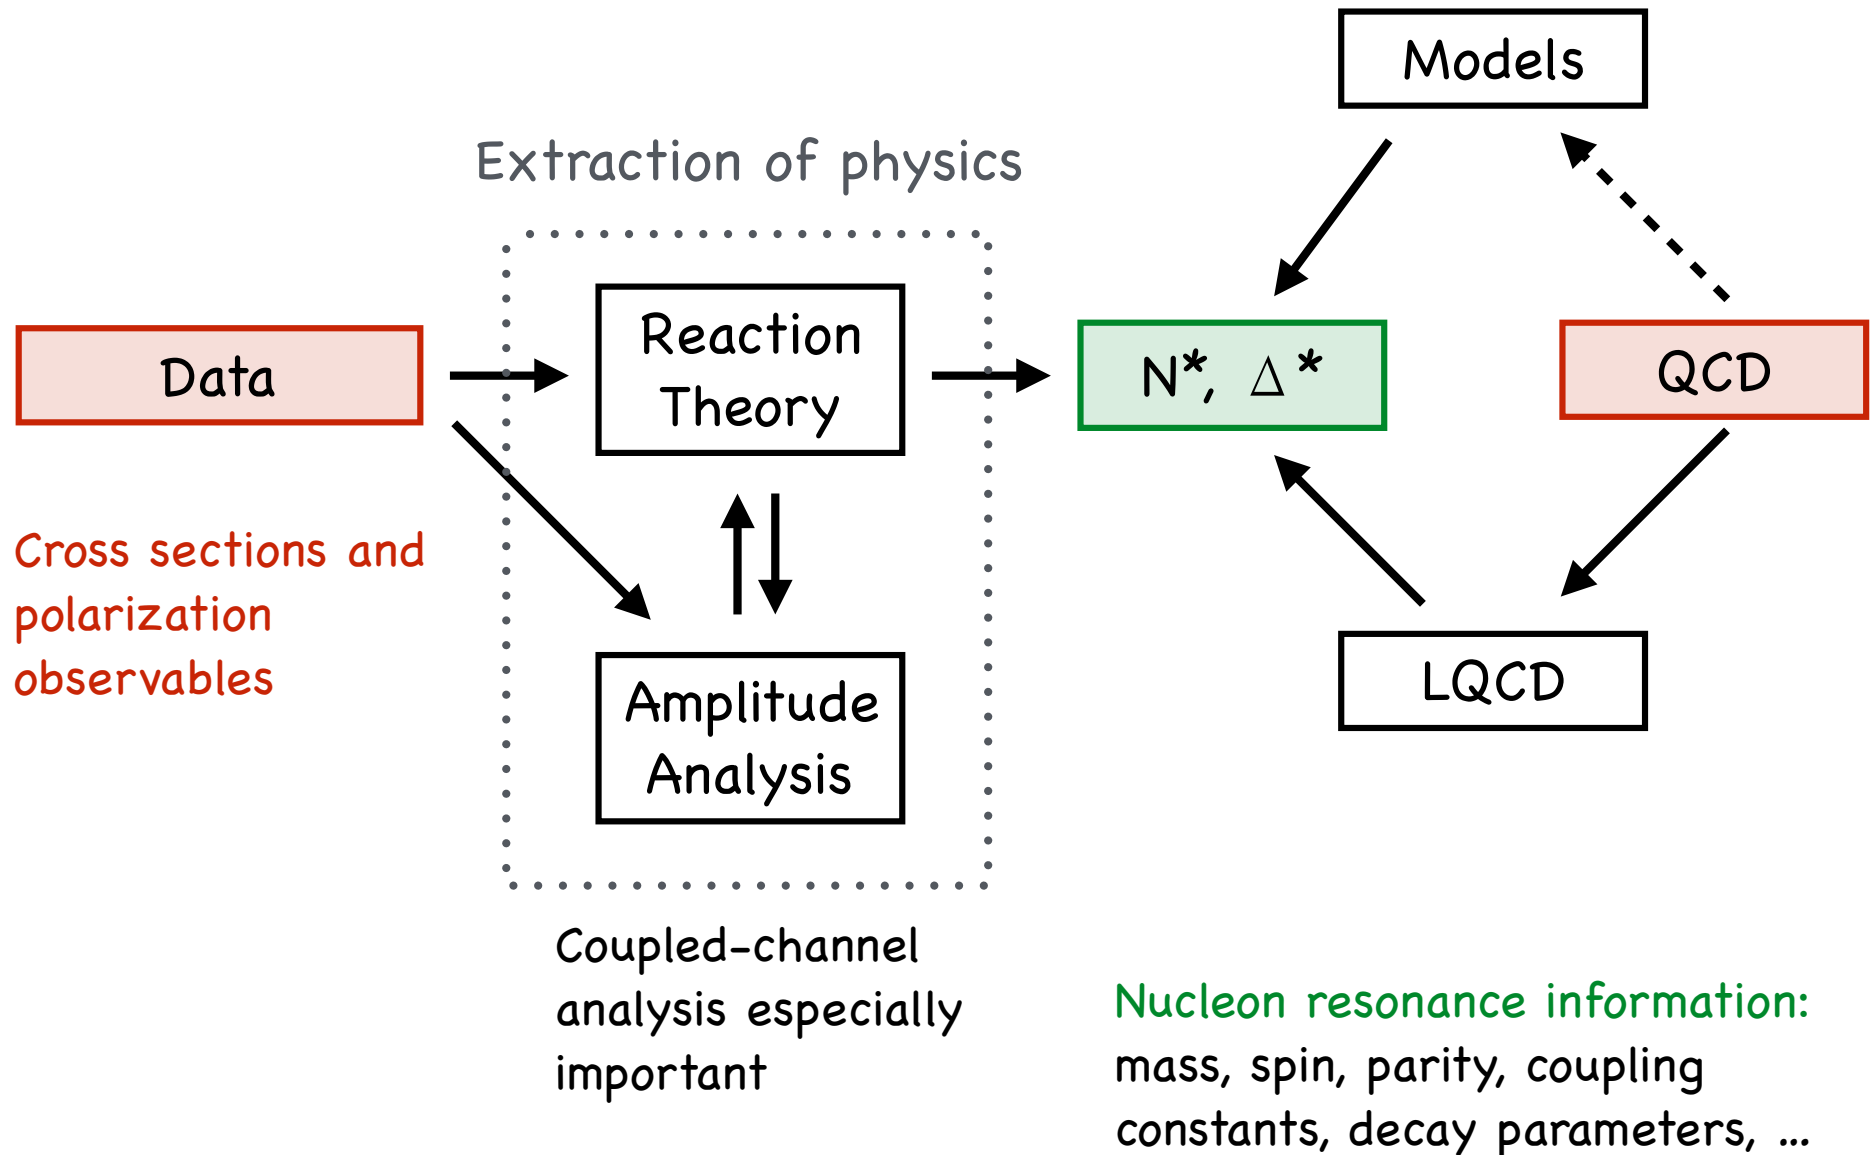 Models
Extraction of physics
Data
Reaction
Theory
N*, Δ*
QCD
Cross sections and
polarization
observables
Amplitude
Analysis
LQCD
Coupled-channel
analysis especially
important
Nucleon resonance information:
mass, spin, parity, coupling
constants, decay parameters, ...